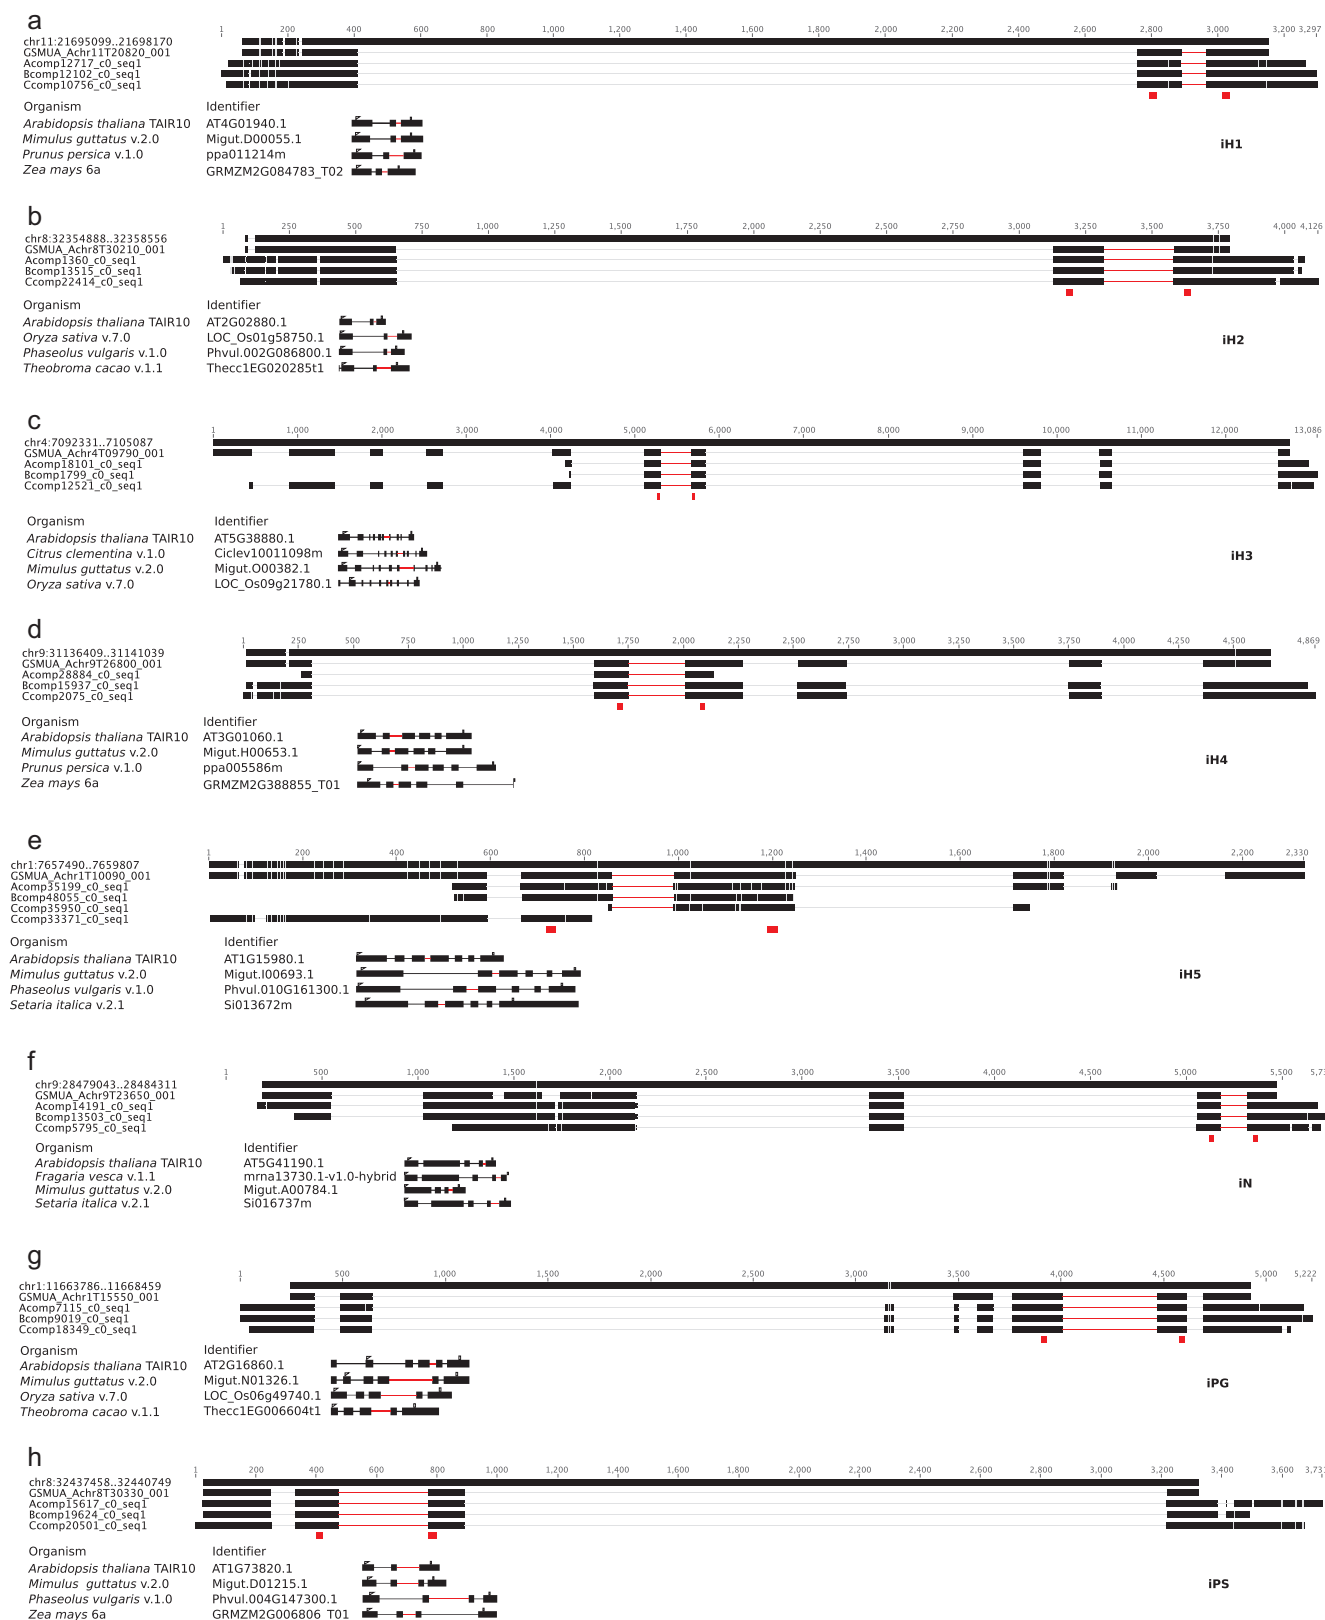 a
1 200 400 600 800 1,000 1,200 1,400 1,600 1,800 2,000 2,200 2,400 2,600 2,800 3,000 3,200 3,297
chr11:21695099..21698170
GSMUA_Achr11T20820_001
Acomp12717_c0_seq1
Bcomp12102_c0_seq1
Ccomp10756_c0_seq1
Organism Identifier
Arabidopsis thaliana TAIR10 AT4G01940.1
Mimulus guttatus v.2.0 Migut.D00055.1
iH1
Prunus persica v.1.0 ppa011214m
Zea mays 6a GRMZM2G084783_T02
b
1 250 500 750 1,000 1,250 1,500 1,750 2,000 2,250 2,500 2,750 3,000 3,250 3,500 3,750 4,000 4,126
chr8:32354888..32358556
GSMUA_Achr8T30210_001
Acomp1360_c0_seq1
Bcomp13515_c0_seq1
Ccomp22414_c0_seq1
Organism Identifier
Arabidopsis thaliana TAIR10 AT2G02880.1
Oryza sativa v.7.0 LOC_Os01g58750.1
iH2
Phaseolus vulgaris v.1.0 Phvul.002G086800.1
Theobroma cacao v.1.1 Thecc1EG020285t1
c
1 1,000 2,000 3,000 4,000 5,000 6,000 7,000 8,000 9,000 10,000 11,000 12,000 13,086
chr4:7092331..7105087
GSMUA_Achr4T09790_001
Acomp18101_c0_seq1
Bcomp1799_c0_seq1
Ccomp12521_c0_seq1
Organism Identifier
Arabidopsis thaliana TAIR10 AT5G38880.1
Citrus clementina v.1.0 Ciclev10011098m
iH3
Mimulus guttatus v.2.0 Migut.O00382.1
Oryza sativa v.7.0 LOC_Os09g21780.1
d
1 250 500 750 1,000 1,250 1,500 1,750 2,000 2,250 2,500 2,750 3,000 3,250 3,500 3,750 4,000 4,250 4,500 4,869
chr9:31136409..31141039
GSMUA_Achr9T26800_001
Acomp28884_c0_seq1
Bcomp15937_c0_seq1
Ccomp2075_c0_seq1
Organism Identifier
Arabidopsis thaliana TAIR10 AT3G01060.1
Mimulus guttatus v.2.0 Migut.H00653.1
iH4
Prunus persica v.1.0 ppa005586m
Zea mays 6a GRMZM2G388855_T01
e
1 200 400 600 800 1,000 1,200 1,400 1,600 1,800 2,000 2,200 2,330
chr1:7657490..7659807
GSMUA_Achr1T10090_001
Acomp35199_c0_seq1
Bcomp48055_c0_seq1
Ccomp35950_c0_seq1
Ccomp33371_c0_seq1
Organism Identifier
Arabidopsis thaliana TAIR10 AT1G15980.1
Mimulus guttatus v.2.0 Migut.I00693.1
iH5
Phaseolus vulgaris v.1.0 Phvul.010G161300.1
Setaria italica v.2.1 Si013672m
f
1 500 1,000 1,500 2,000 2,500 3,000 3,500 4,000 4,500 5,000 5,500
chr9:28479043..28484311
GSMUA_Achr9T23650_001
Acomp14191_c0_seq1
Bcomp13503_c0_seq1
Ccomp5795_c0_seq1
Organism Identifier
Arabidopsis thaliana TAIR10 AT5G41190.1
Fragaria vesca v.1.1 mrna13730.1-v1.0-hybrid
iN
Mimulus guttatus v.2.0 Migut.A00784.1
Setaria italica v.2.1 Si016737m
g
1 500 1,000 1,500 2,000 2,500 3,000 3,500 4,000 4,500 5,000 5,222
chr1:11663786..11668459
GSMUA_Achr1T15550_001
Acomp7115_c0_seq1
Bcomp9019_c0_seq1
Ccomp18349_c0_seq1
Organism Identifier
Arabidopsis thaliana TAIR10 AT2G16860.1
Mimulus guttatus v.2.0 Migut.N01326.1
iPG
Oryza sativa v.7.0 LOC_Os06g49740.1
Theobroma cacao v.1.1 Thecc1EG006604t1
h
1 200 400 600 800 1,000 1,200 1,400 1,600 1,800 2,000 2,200 2,400 2,600 2,800 3,000 3,200 3,400 3,600
chr8:32437458..32440749
GSMUA_Achr8T30330_001
Acomp15617_c0_seq1
Bcomp19624_c0_seq1
Ccomp20501_c0_seq1
Organism Identifier
Arabidopsis thaliana TAIR10 AT1G73820.1
Mimulus guttatus v.2.0 Migut.D01215.1
iPS
Phaseolus vulgaris v.1.0 Phvul.004G147300.1
Zea mays 6a GRMZM2G006806_T01